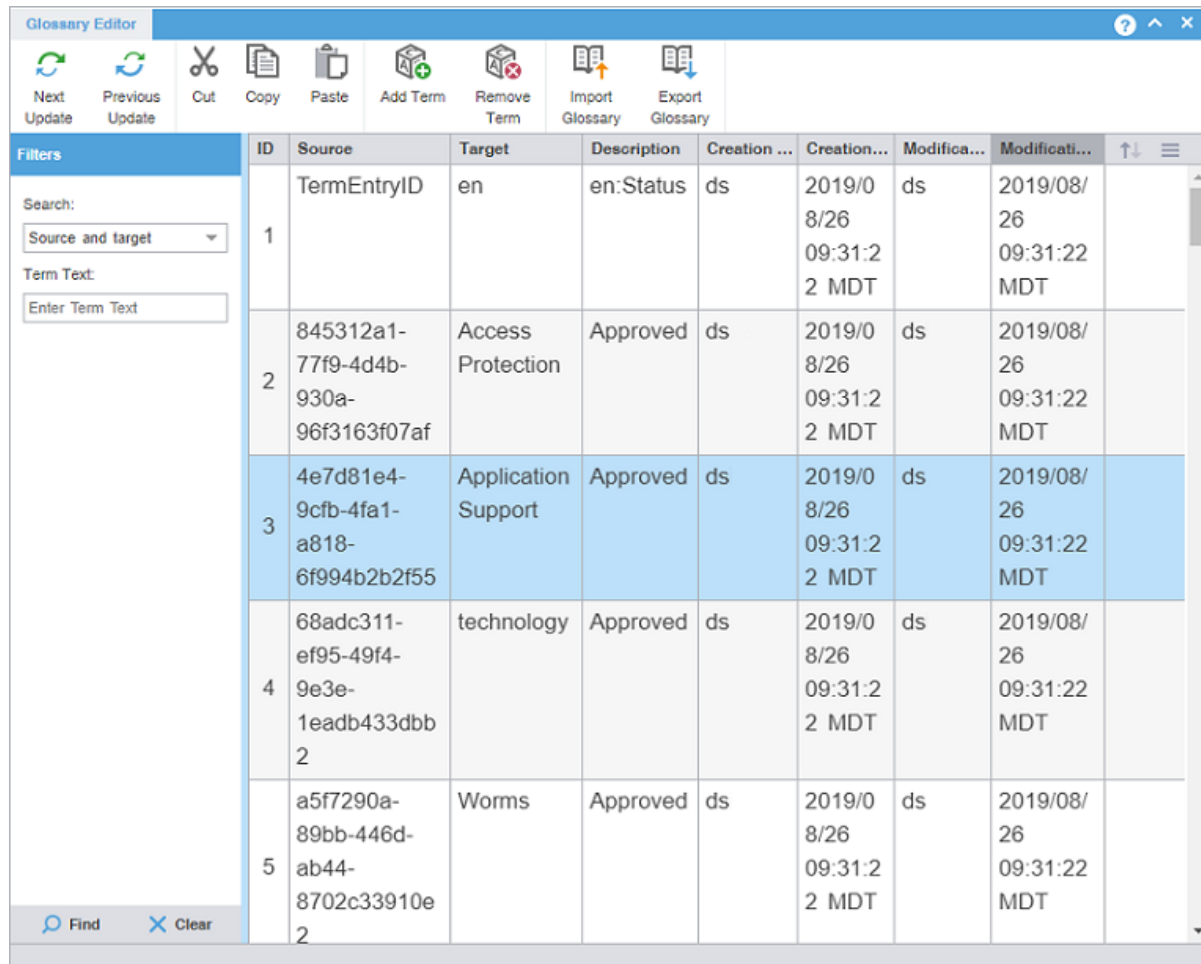 Glossary Editor
?
Next Update
Previous Update
Cut
Copy
Paste
Add Term
Remove Term
Import Glossary
Export Glossary
Filters
Search:
Source and target
Term Text:
Enter Term Text
Find
Clear
ID Source Target Description Creation ... Creation... Modifica... Modificati...
1
TermEntryID
en
en:Status
ds
2019/0
8/26
09:31:2
2 MDT
ds
2019/08/
26
09:31:22
MDT
2
845312a1-
77f9-4d4b-
930a-
96f3163f07af
Access
Protection
Approved
ds
2019/0
8/26
09:31:2
2 MDT
ds
2019/08/
26
09:31:22
MDT
3
4e7d81e4-
9cfb-4fa1-
a818-
6f994b2b2f55
Application
Support
Approved
ds
2019/0
8/26
09:31:2
2 MDT
ds
2019/08/
26
09:31:22
MDT
4
68adc311-
ef95-49f4-
9e3e-
1eadb433dbb
2
technology
Approved
ds
2019/0
8/26
09:31:2
2 MDT
ds
2019/08/
26
09:31:22
MDT
5
a5f7290a-
89bb-446d-
ab44-
8702c33910e
2
Worms
Approved
ds
2019/0
8/26
09:31:2
2 MDT
ds
2019/08/
26
09:31:22
MDT